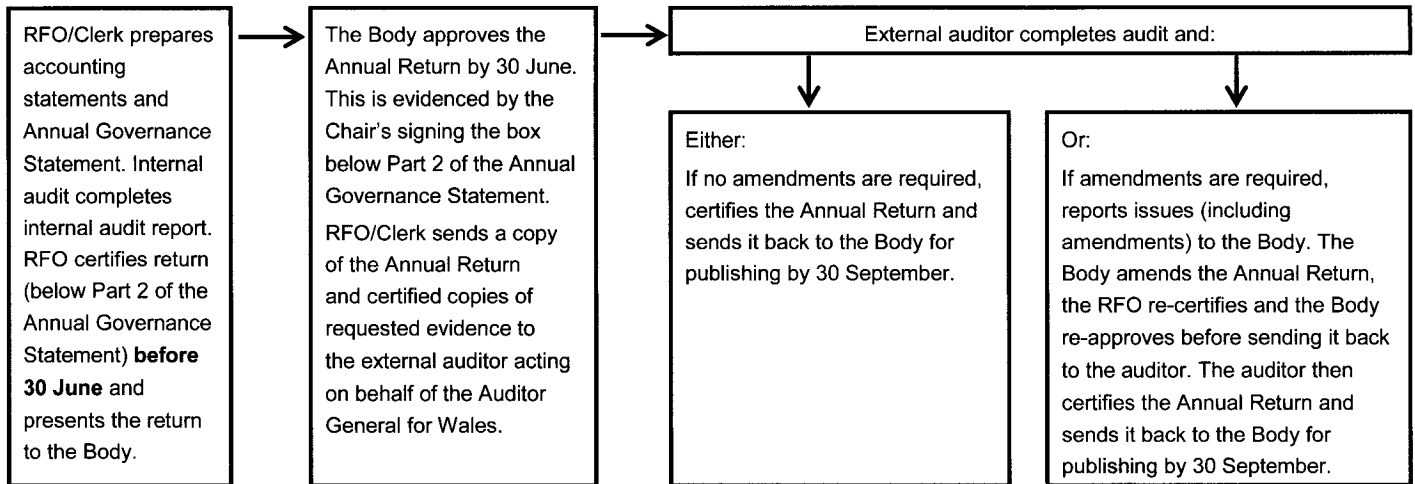 RFO/Clerk prepares
accounting
statements and
Annual Governance
Statement. Internal
audit completes
internal audit report.
RFO certifies return
(below Part 2 of the
Annual Governance
Statement) before
30 June and
presents the return
to the Body.
The Body approves the
Annual Return by 30 June.
This is evidenced by the
Chair's signing the box
below Part 2 of the Annual
Governance Statement.
RFO/Clerk sends a copy
of the Annual Return
and certified copies of
requested evidence to
the external auditor acting
on behalf of the Auditor
General for Wales.
External auditor completes audit and:
Either:
If no amendments are required,
certifies the Annual Return and
sends it back to the Body for
publishing by 30 September.
Or:
If amendments are required,
reports issues (including
amendments) to the Body. The
Body amends the Annual Return,
the RFO re-certifies and the Body
re-approves before sending it back
to the auditor. The auditor then
certifies the Annual Return and
sends it back to the Body for
publishing by 30 September.